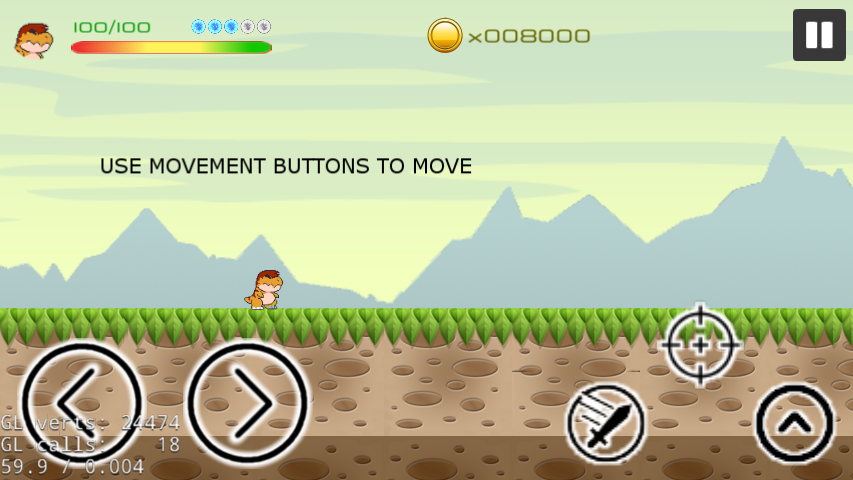 100/100
x008000
USE MOVEMENT BUTTONS TO MOVE
GL verts: 24474
GL calls: 18
59.9 / 0.004